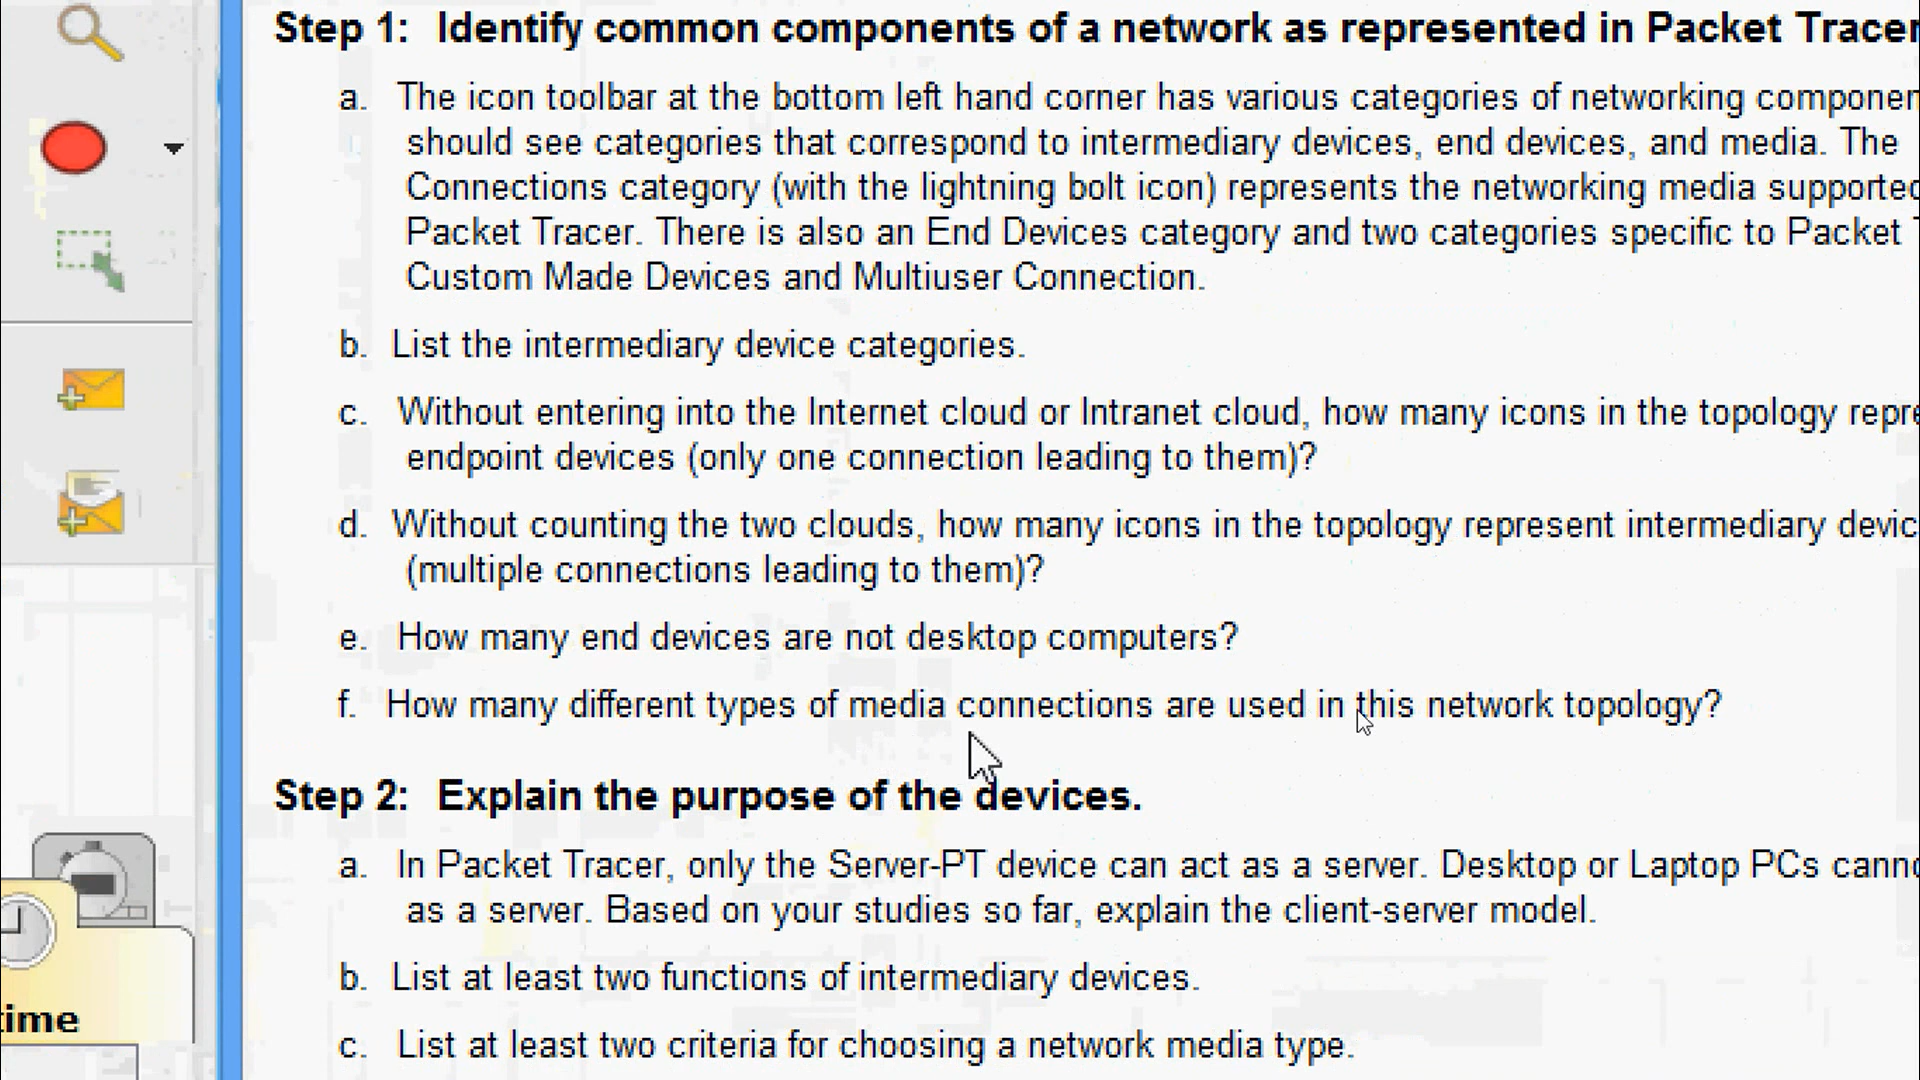 Step 1: Identify common components of a network as represented in Packet Tracer
a. The icon toolbar at the bottom left hand corner has various categories of networking componen
should see categories that correspond to intermediary devices, end devices, and media. The
Connections category (with the lightning bolt icon) represents the networking media supported
Packet Tracer. There is also an End Devices category and two categories specific to Packet T
Custom Made Devices and Multiuser Connection.
b. List the intermediary device categories.
c. Without entering into the Internet cloud or Intranet cloud, how many icons in the topology repre
endpoint devices (only one connection leading to them)?
d. Without counting the two clouds, how many icons in the topology represent intermediary devic
(multiple connections leading to them)?
e. How many end devices are not desktop computers?
f. How many different types of media connections are used in this network topology?
Step 2: Explain the purpose of the devices.
a. In Packet Tracer, only the Server-PT device can act as a server. Desktop or Laptop PCs canno
as a server. Based on your studies so far, explain the client-server model.
b. List at least two functions of intermediary devices.
time
c. List at least two criteria for choosing a network media type.